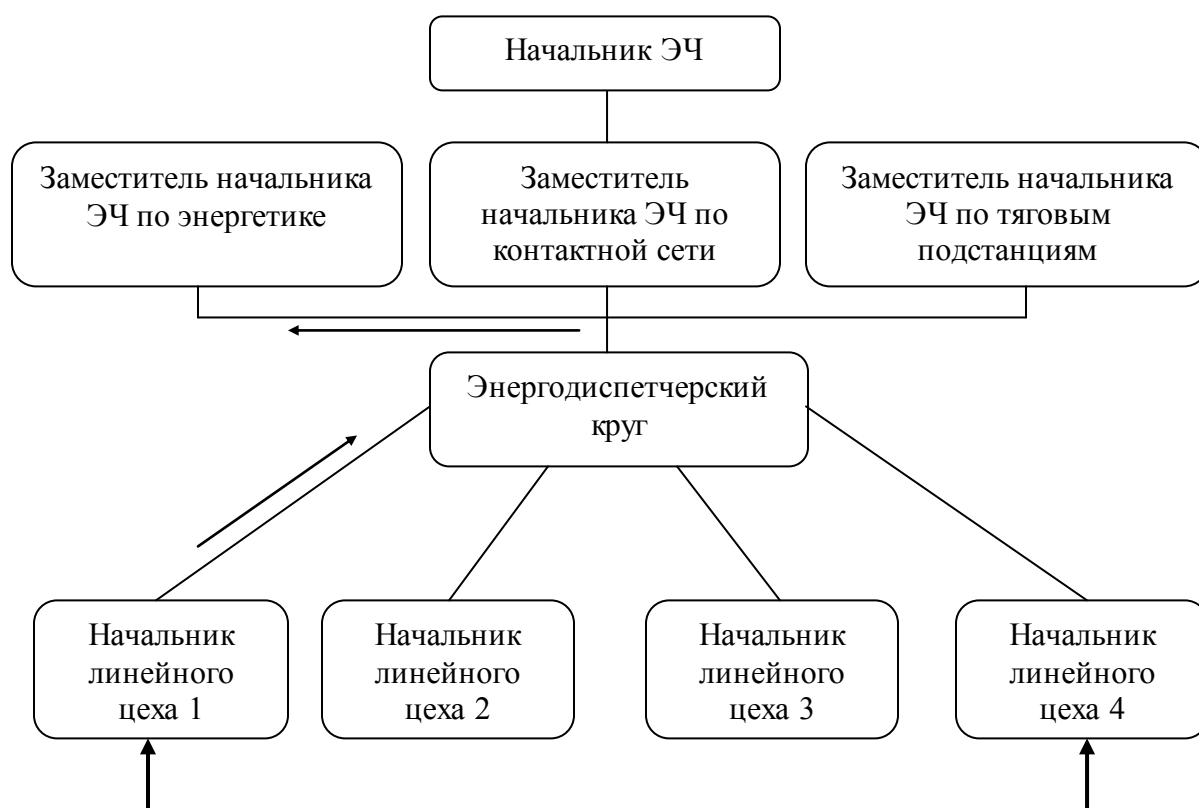 Начальник ЭЧ
Заместитель начальника
ЭЧ по энергетике
Заместитель
начальника ЭЧ по
контактной сети
Заместитель начальника
ЭЧ по тяговым
подстанциям
Энергодиспетчерский
круг
Начальник
линейного
цеха 1
Начальник
линейного
цеха 2
Начальник
линейного
цеха 3
Начальник
линейного
цеха 4